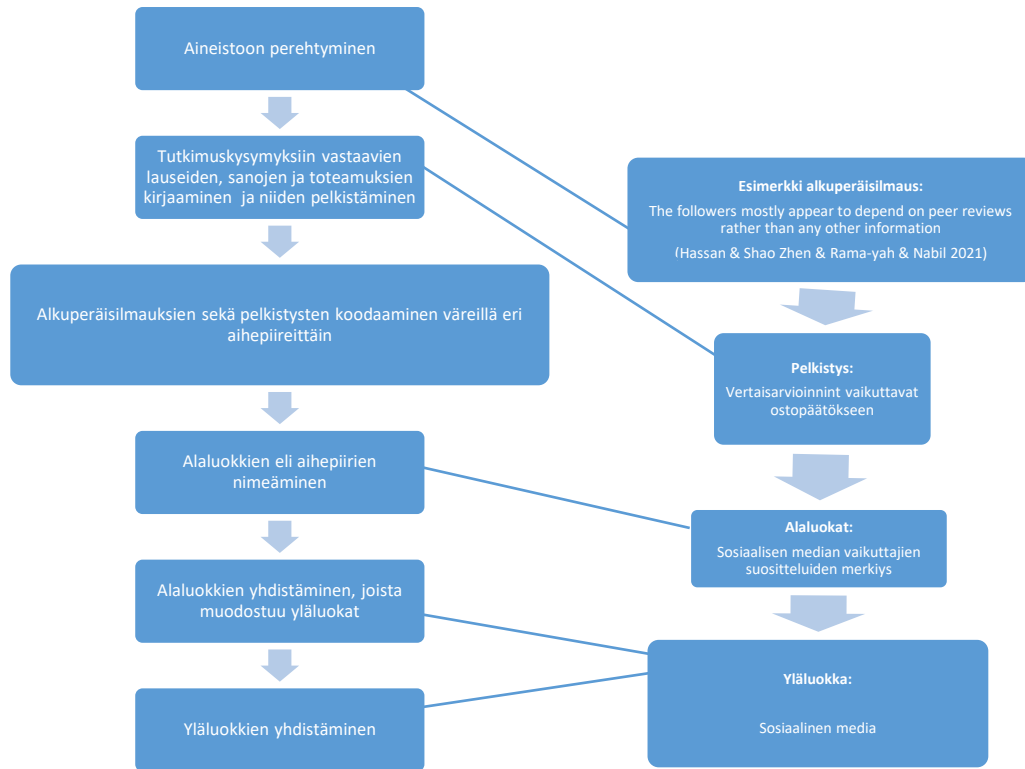 Aineistoon perehtyminen
Tutkimuskysymyksiin vastaavien
lauseiden, sanojen ja toteamuksien
kirjaaminen ja niiden pelkistäminen
Alkuperäisilmauksien sekä pelkistysten koodaaminen väreillä eri
aihepiireittäin
Alaluokkien eli aihepiirien
nimeäminen
Alaluokkien yhdistäminen, joista
muodostuu yläluokat
Yläluokkien yhdistäminen
Esimerkki alkuperäisilmaus:
The followers mostly appear to depend on peer reviews
rather than any other information
(Hassan & Shao Zhen & Rama-yah & Nabil 2021)
Pelkistys:
Vertaisarvioinnint vaikuttavat
ostopäätökseen
Alaluokat:
Sosiaalisen median vaikuttajien
suositteluiden merkiys
Yläluokka:
Sosiaalinen media